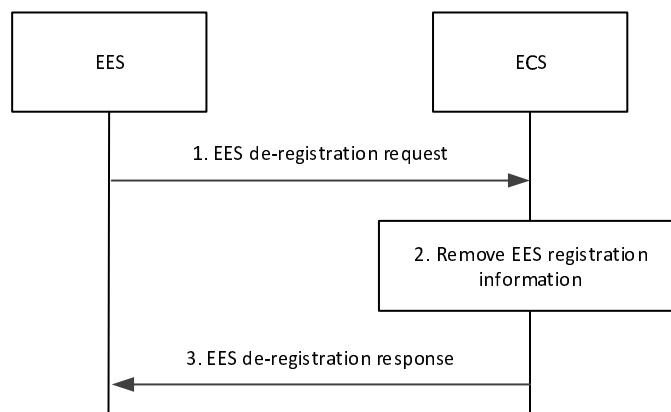 EES
ECS
1. EES de-registration request
2. Remove EES registration
information
3. EES de-registration response